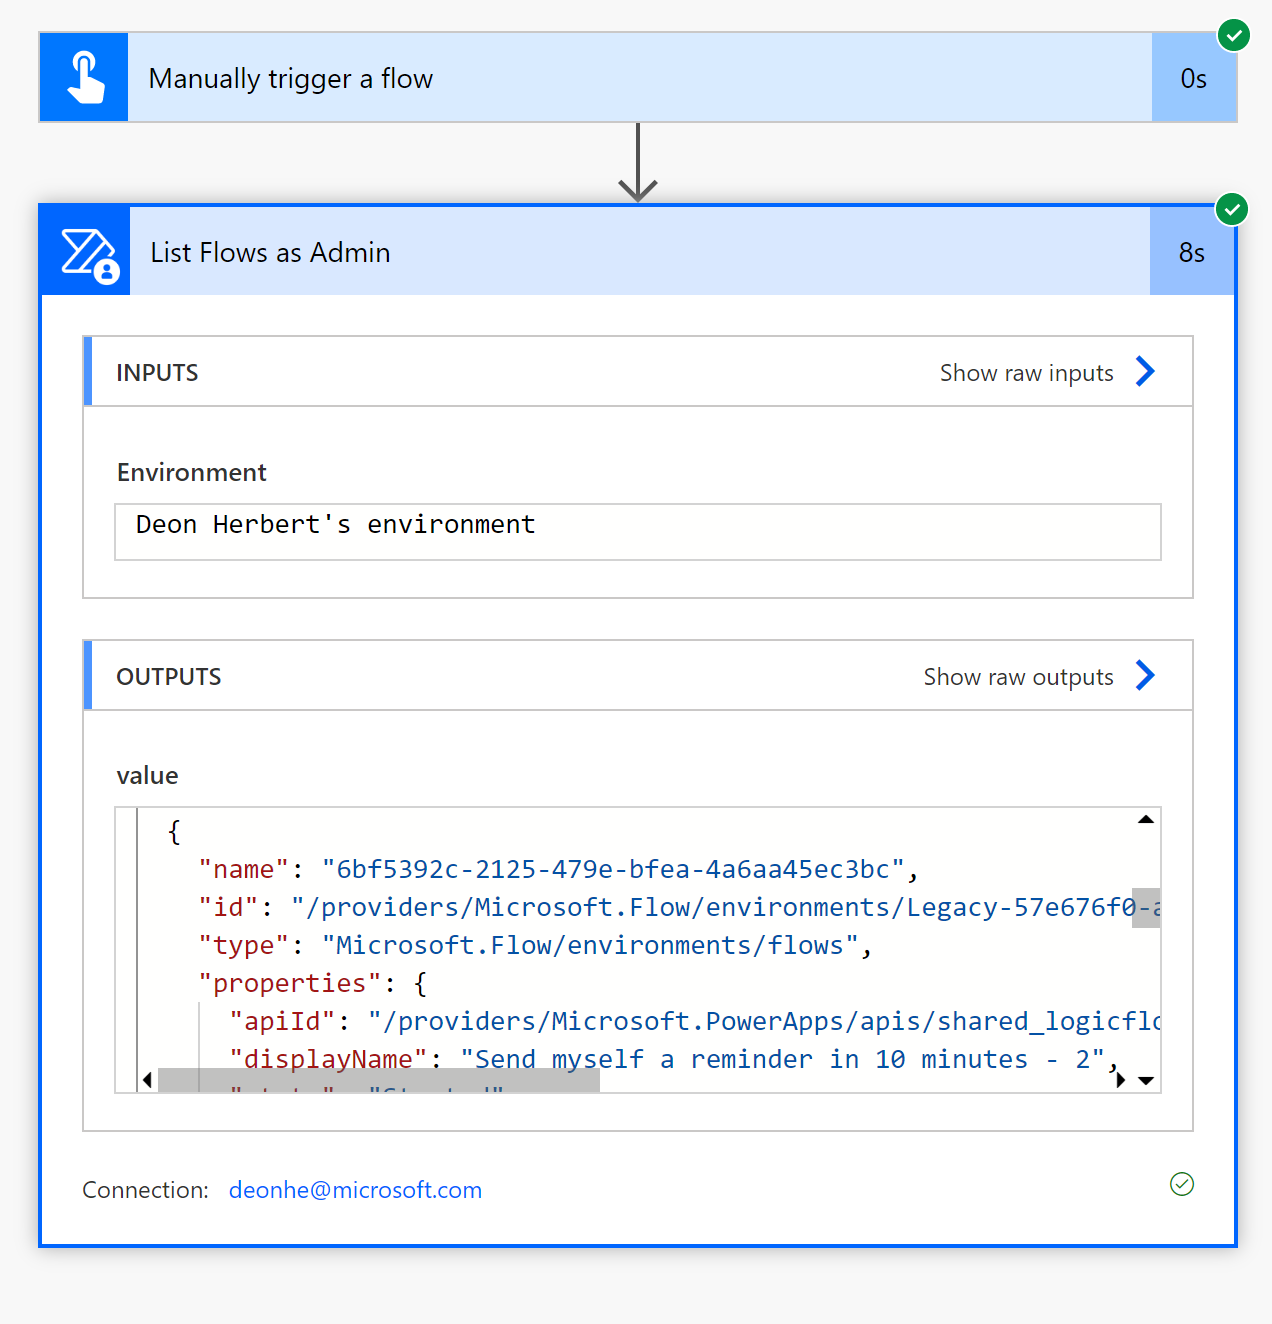 Manually trigger a flow
0s
List Flows as Admin
8s
INPUTS
Show raw inputs
Environment
Deon Herbert's environment
OUTPUTS
Show raw outputs
value
{
"name": "6bf5392c-2125-479e-bfea-4a6aa45ec3bc",
"id": "/providers/Microsoft.Flow/environments/Legacy-57e676f0-a
"type": "Microsoft.Flow/environments/flows",
"properties": {
"apiId": "/providers/Microsoft.PowerApps/apis/shared_logicflo
"displayName": "Send myself a reminder in 10 minutes - 2",
Connection: deonhe@microsoft.com